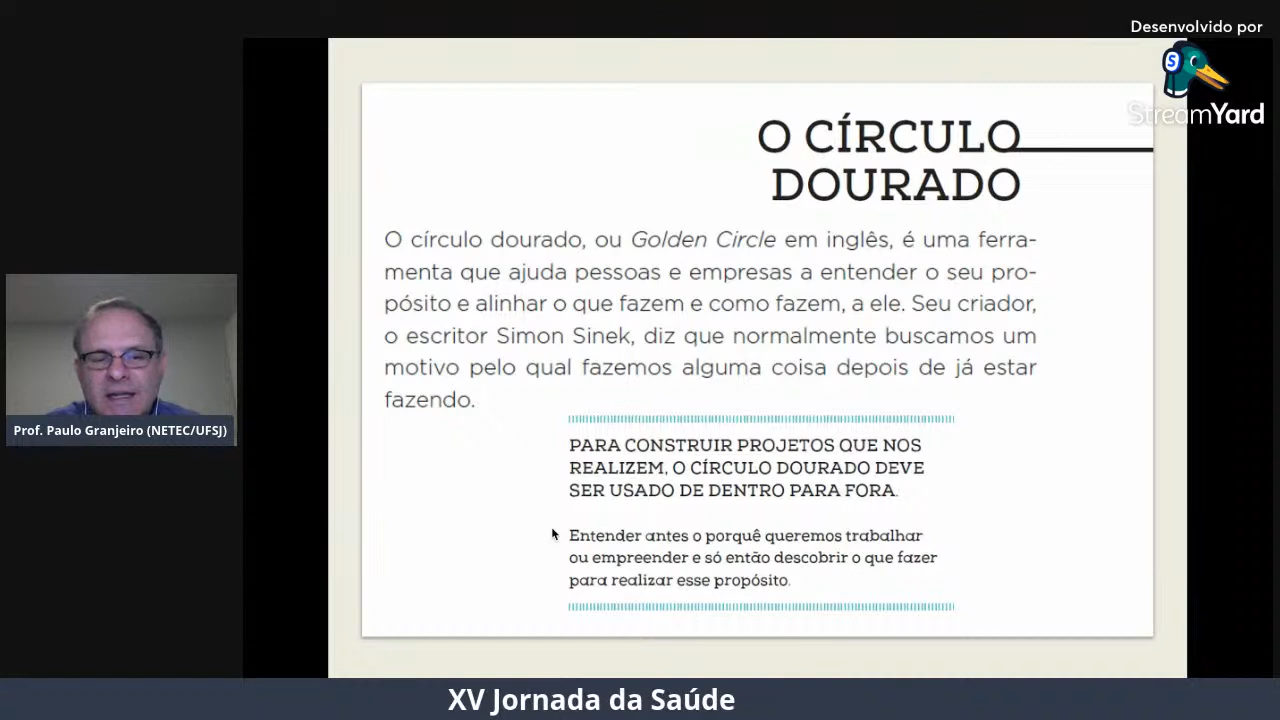 Desenvolvido por
StreamYard
O CÍRCULO
DOURADO
O círculo dourado, ou Golden Circle em inglês, é uma ferra-
menta que ajuda pessoas e empresas a entender o seu pro-
pósito e alinhar o que fazem e como fazem, a ele. Seu criador,
o escritor Simon Sinek, diz que normalmente buscamos um
motivo pelo qual fazemos alguma coisa depois de já estar
fazendo.
PARA CONSTRUIR PROJETOS QUE NOS
REALIZEM, O CÍRCULO DOURADO DEVE
SER USADO DE DENTRO PARA FORA.
Entender antes o porquê queremos trabalhar
ou empreender e só então descobrir o que fazer
para realizar esse propósito.
Prof. Paulo Granjeiro (NETEC/UFSJ)
XV Jornada da Saúde